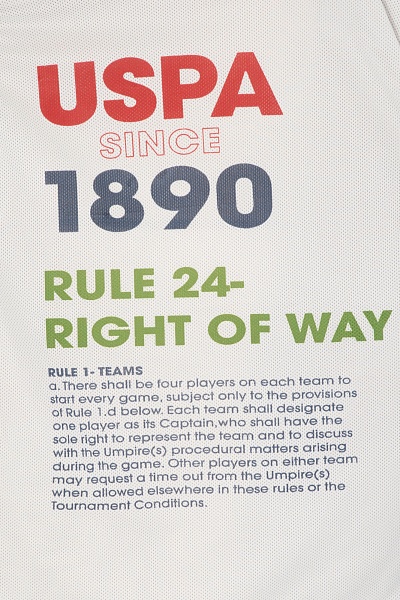 USPA
SINCE
1890
RULE 24-
RIGHT OF WAY
RULE 1- TEAMS
a. There shall be four players on each team to
start every game, subject only to the provisions
of Rule 1.d below. Each team shall designate
one player as its Captain,who shall have the
sole right to represent the team and to discuss
with the Umpire(s) procedural matters arising
during the game. Other players on either team
may request a time out from the Umpire(s)
when allowed elsewhere in these rules or the
Tournament Conditions.